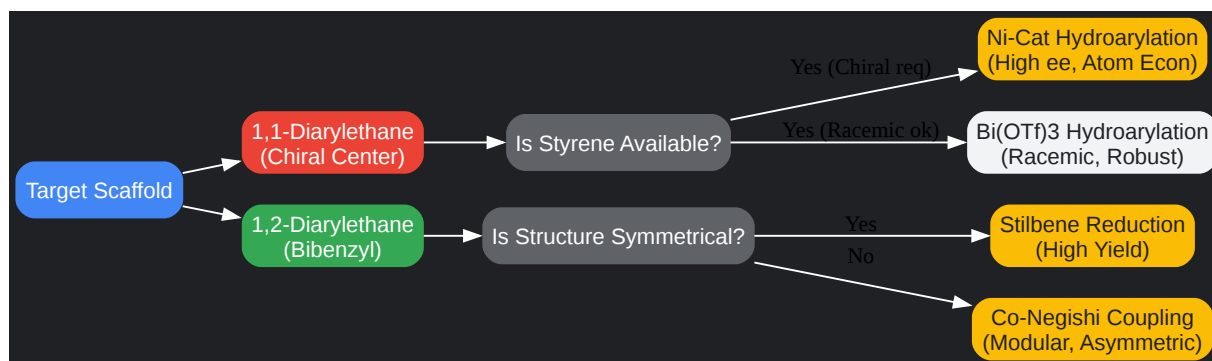 Ni-Cat Hydroarylation
(High ee, Atom Econ)
Yes (Chiral req)
1,1-Diarylethane
(Chiral Center)
Is Styrene Available?
Yes (Racemic ok)
Bi(OTf)3 Hydroarylation
(Racemic, Robust)
Target Scaffold
1,2-Diarylethane
(Bibenzyl)
Is Structure Symmetrical?
Yes
Stilbene Reduction
(High Yield)
No
Co-Negishi Coupling
(Modular, Asymmetric)